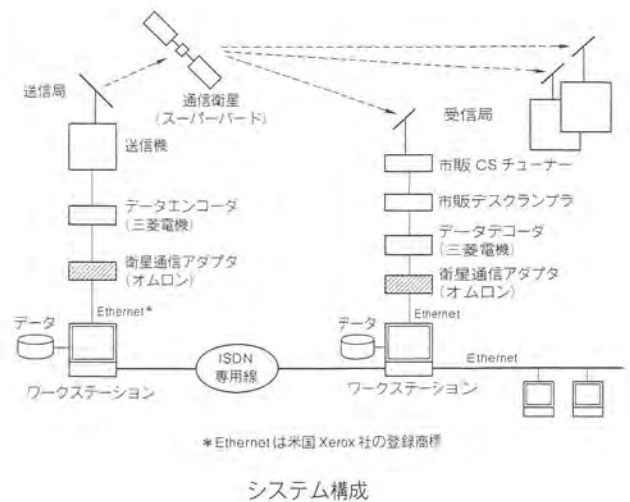 送信局
通信衛星
(スーパーバード)
受信局
送信機
市販 CS チューナー
データエンコーダ
(三菱電機)
市販デスクランブラ
データデコーダ
(三菱電機)
衛星通信アダプタ
(オムロン)
衛星通信アダプタ
(オムロン)
Ethernet*
Ethernet
データ
データ
ISDN
専用線
Ethernet
ワークステーション
ワークステーション
*Ethernetは米国 Xerox 社の登録商標
システム構成